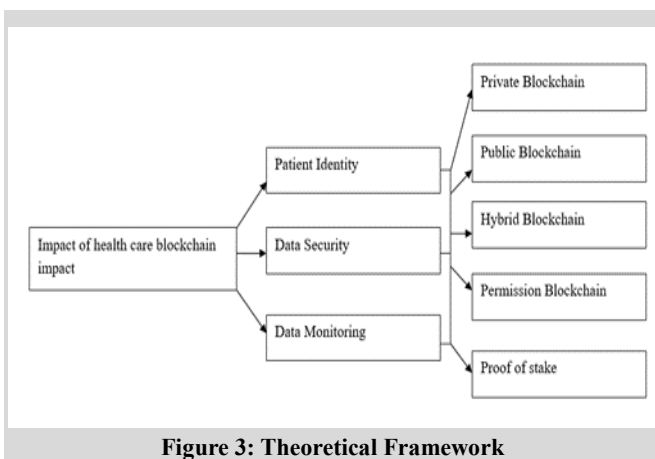 Impact of health care blockchain
impact
Patient Identity
Data Security
Data Monitoring
Private Blockchain
Public Blockchain
Hybrid Blockchain
Permission Blockchain
Proof of stake
Figure 3: Theoretical Framework